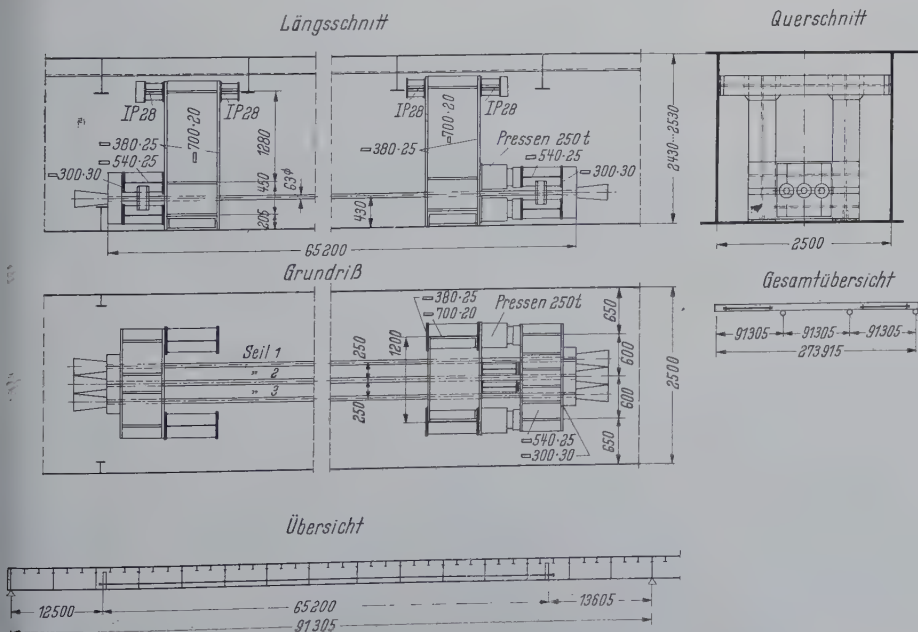 Längsschnitt
Querschnitt
IP28
IP28
700·20
380·25
540·25
300·30
1280
450
63ϕ
206
65200
IP28
IP28
700·20
380·25
Pressen 250t
540·25
300·30
430
2430-2530
2500
Grundriß
Seil 1
" 2
" 3
250
250
1200
380·25
700·20
Pressen 250t
650
600
600
650
2500
540·25
300·30
Gesamtübersicht
91305
91305
91305
273915
Übersicht
12500
65200
13605
91305